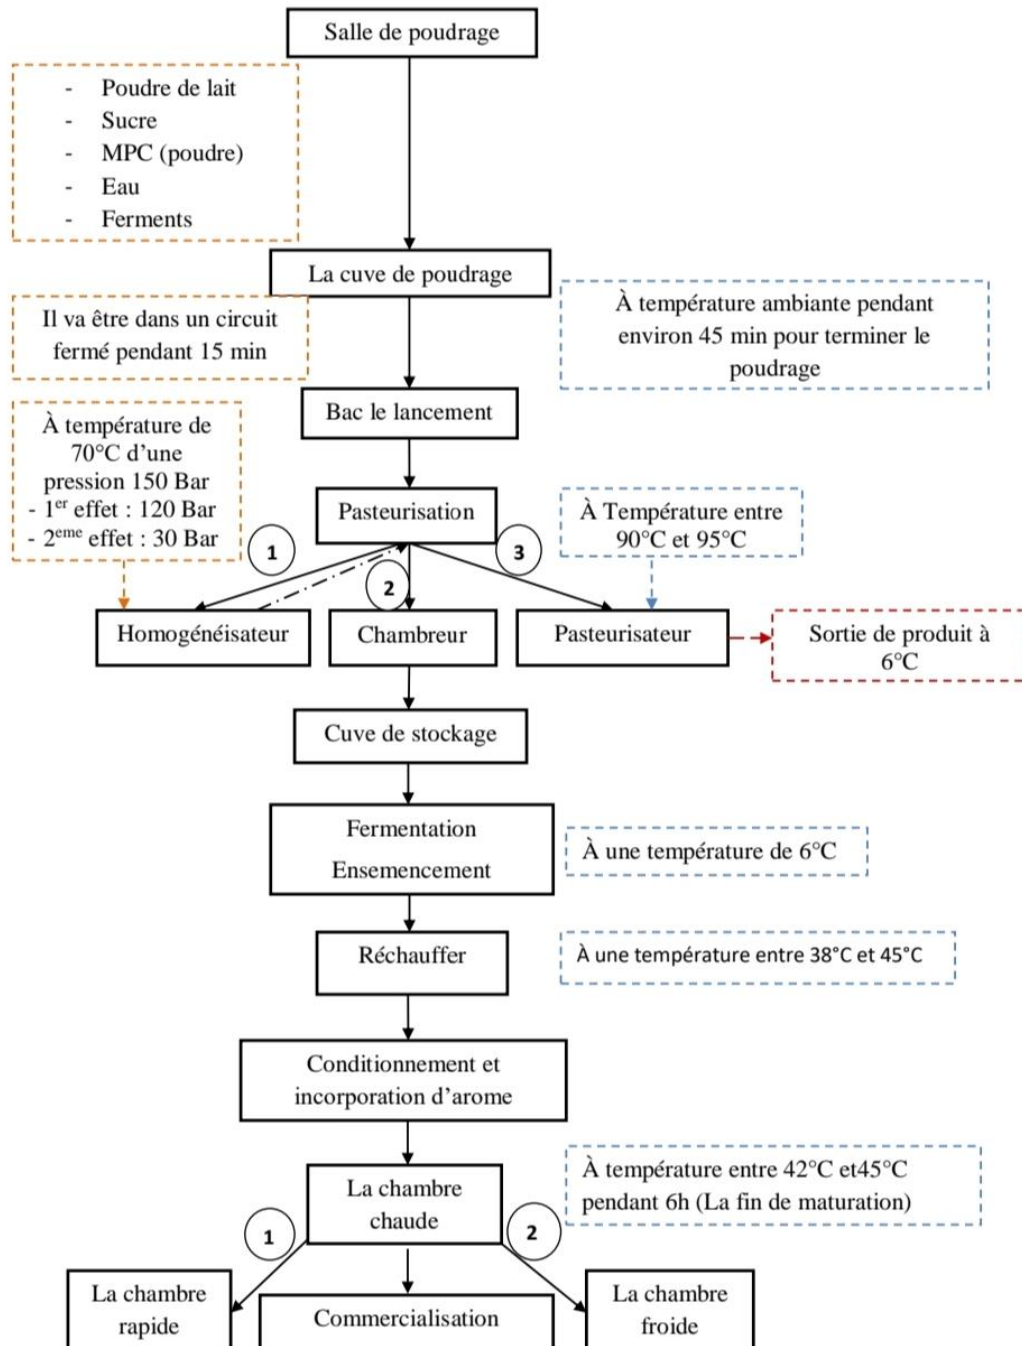 Salle de poudrage
- Poudre de lait
- Sucre
- MPC (poudre)
- Eau
- Ferments
La cuve de poudrage
Il va être dans un circuit
fermé pendant 15 min
À température ambiante pendant
environ 45 min pour terminer le
poudrage
Bac le lancement
À température de
70°C d’une
pression 150 Bar
- 1er effet : 120 Bar
- 2eme effet : 30 Bar
Pasteurisation
À Température entre
90°C et 95°C
1
2
3
Homogénéisateur
Chambreur
Pasteurisateur
Sortie de produit à
6°C
Cuve de stockage
Fermentation
Ensemencement
À une température de 6°C
Réchauffer
À une température entre 38°C et 45°C
Conditionnement et
incorporation d’arome
La chambre
chaude
À température entre 42°C et45°C
pendant 6h (La fin de maturation)
1
2
La chambre
rapide
Commercialisation
La chambre
froide